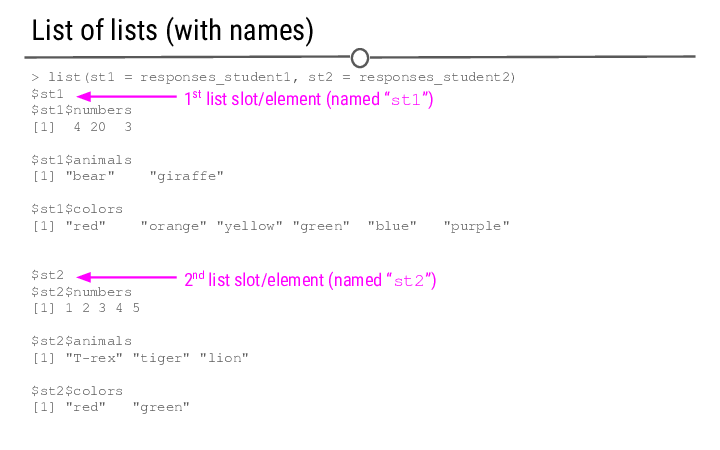 List of lists (with names)
> list(st1 = responses_student1, st2 = responses_student2)
$st1
1st list slot/element (named “st1”)
$st1$numbers
[1]  4 20  3

$st1$animals
[1] "bear"    "giraffe"

$st1$colors
[1] "red"    "orange" "yellow" "green"  "blue"   "purple"

$st2
2nd list slot/element (named “st2”)
$st2$numbers
[1] 1 2 3 4 5

$st2$animals
[1] "T-rex" "tiger" "lion"

$st2$colors
[1] "red"   "green"